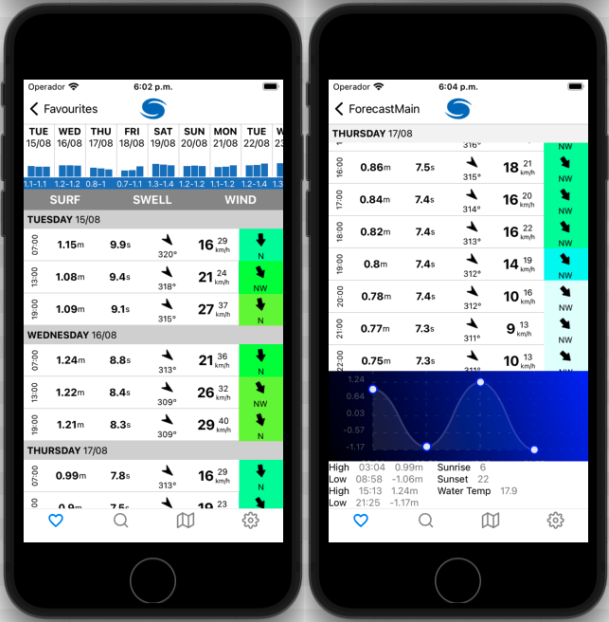 Operador 6:02 p.m.
Favourites
TUE WED THU FRI SAT SUN MON TUE W
15/08 16/08 17/08 18/08 19/08 20/08 21/08 22/08 23
1.1-1.1 1.2-1.2 0.8-1 0.7-1.1 1.3-1.4 1.2-1.2 1.1-1.2 1.2-1.4 1.3
SURF SWELL WIND
TUESDAY 15/08
07:00 1.15m 9.9s 320° 16 29 km/h N
13:00 1.08m 9.4s 318° 21 24 km/h NW
19:00 1.09m 9.1s 315° 27 37 km/h N
WEDNESDAY 16/08
07:00 1.24m 8.8s 313° 21 36 km/h N
13:00 1.22m 8.4s 309° 26 32 km/h NW
19:00 1.21m 8.3s 309° 29 40 km/h N
THURSDAY 17/08
07:00 0.99m 7.8s 313° 16 29 km/h N
0.9m 7.5s 19 23
Operador 6:04 p.m.
ForecastMain
THURSDAY 17/08
316° NW
16:00 0.86m 7.5s 315° 18 21 km/h NW
17:00 0.84m 7.4s 314° 16 20 km/h NW
18:00 0.82m 7.4s 313° 16 22 km/h NW
19:00 0.8m 7.4s 312° 14 19 km/h NW
20:00 0.78m 7.4s 312° 10 16 km/h NW
21:00 0.77m 7.3s 311° 9 13 km/h NW
22:00 0.75m 7.3s 311° 10 13 km/h NW
1.24
0.64
0.03
-0.57
-1.17
High 03:04 0.99m Sunrise 6
Low 08:58 -1.06m Sunset 22
High 15:13 1.24m Water Temp 17.9
Low 21:25 -1.17m